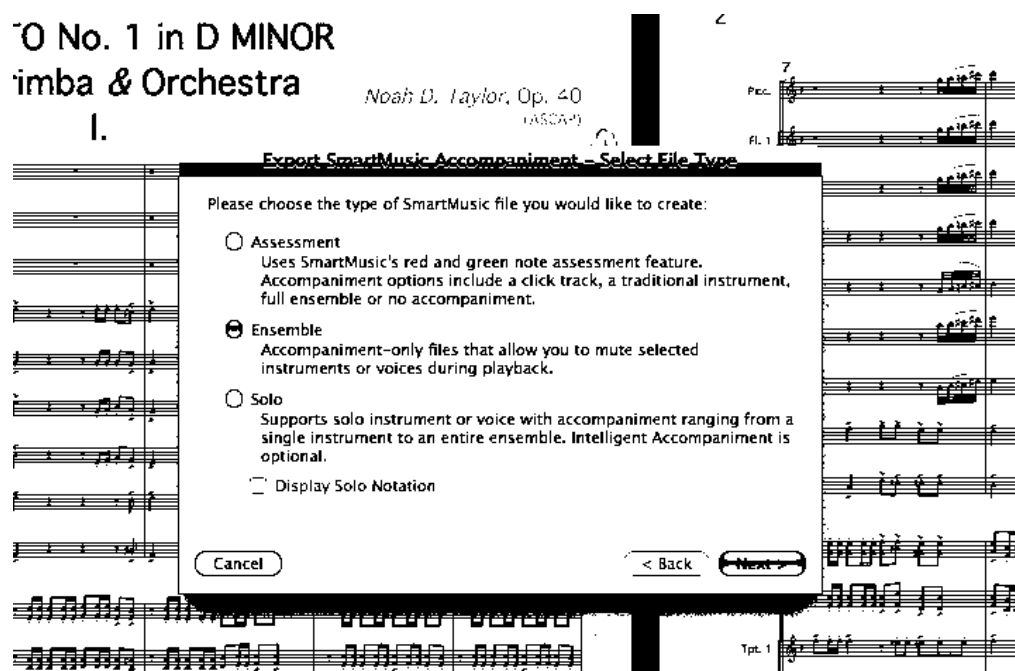 O No. 1 in D MINOR
imba & Orchestra
Noah D. Taylor, Op. 40
(ASCAP)
I.
2
7
Picc.
Fl. 1
Export SmartMusic Accompaniment – Select File Type
Please choose the type of SmartMusic file you would like to create:
Assessment
Uses SmartMusic's red and green note assessment feature.
Accompaniment options include a click track, a traditional instrument,
full ensemble or no accompaniment.
Ensemble
Accompaniment-only files that allow you to mute selected
instruments or voices during playback.
Solo
Supports solo instrument or voice with accompaniment ranging from a
single instrument to an entire ensemble. Intelligent Accompaniment is
optional.
Display Solo Notation
Cancel
< Back
Next >
Tpt. 1